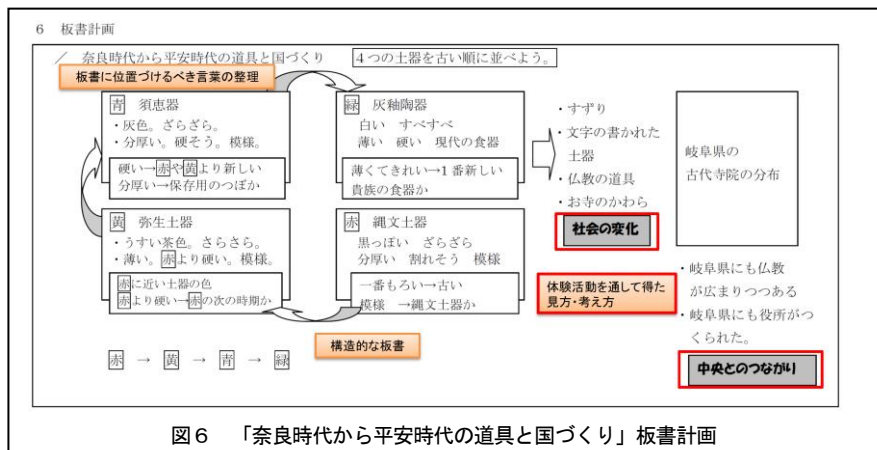 6 板書計画
／ 奈良時代から平安時代の道具と国づくり 4つの土器を古い順に並べよう。
板書に位置づけるべき言葉の整理
青 須恵器
・灰色。ざらざら。
・分厚い。硬そう。模様。
硬い→赤や黄より新しい
分厚い→保存用のつぼか
緑 灰釉陶器
白い すべすべ
薄い 硬い 現代の食器
薄くてきれい→1番新しい
貴族の食器か
黄 弥生土器
・うすい茶色。さらさら。
・薄い。赤より硬い。模様。
赤に近い土器の色
赤より硬い→赤の次の時期か
赤 縄文土器
黒っぽい ざらざら
分厚い 割れそう 模様
一番もろい→古い
模様 →縄文土器か
赤 → 黄 → 青 → 緑
構造的な板書
・すずり
・文字の書かれた
土器
・仏教の道具
・お寺のかわら
社会の変化
体験活動を通して得た
見方・考え方
岐阜県の
古代寺院の分布
・岐阜県にも仏教
が広まりつつある
・岐阜県にも役所がつ
くられた。
中央とのつながり
図6 「奈良時代から平安時代の道具と国づくり」板書計画